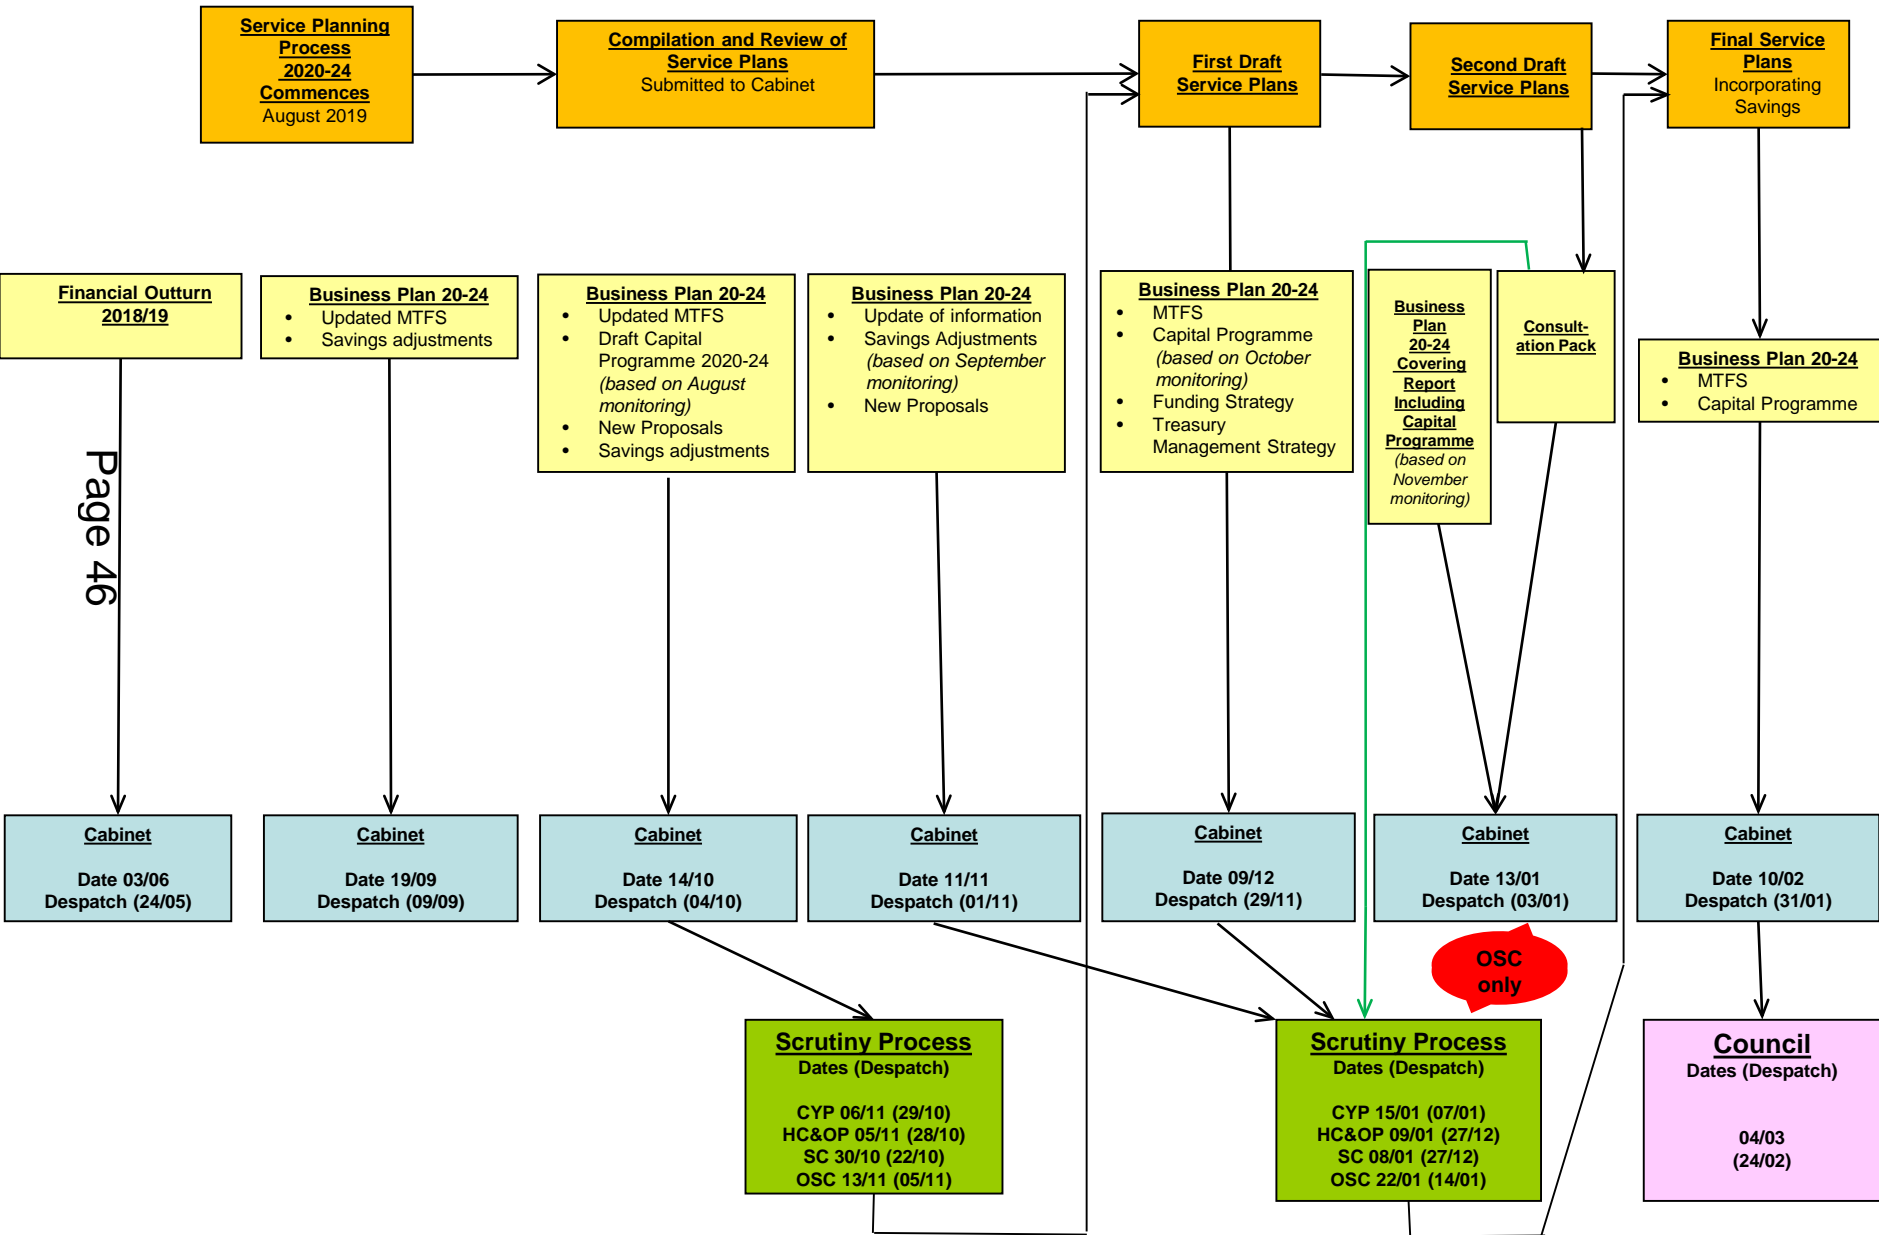 Service Planning
Process
2020-24
Commences
August 2019
Compilation and Review of
Service Plans
Submitted to Cabinet
First Draft
Service Plans
Second Draft
Service Plans
Final Service
Plans
Incorporating
Savings
Financial Outturn
2018/19
Business Plan 20-24
• Updated MTFS
• Savings adjustments
Business Plan 20-24
• Updated MTFS
• Draft Capital
Programme 2020-24
(based on August
monitoring)
• New Proposals
• Savings adjustments
Business Plan 20-24
• Update of information
• Savings Adjustments
(based on September
monitoring)
• New Proposals
Business Plan 20-24
• MTFS
• Capital Programme
(based on October
monitoring)
• Funding Strategy
• Treasury
Management Strategy
Business
Plan
20-24
Covering
Report
Including
Capital
Programme
(based on
November
monitoring)
Consult-
ation Pack
Business Plan 20-24
• MTFS
• Capital Programme
Page 46
Cabinet
Date 03/06
Despatch (24/05)
Cabinet
Date 19/09
Despatch (09/09)
Cabinet
Date 14/10
Despatch (04/10)
Cabinet
Date 11/11
Despatch (01/11)
Cabinet
Date 09/12
Despatch (29/11)
Cabinet
Date 13/01
Despatch (03/01)
Cabinet
Date 10/02
Despatch (31/01)
OSC
only
Scrutiny Process
Dates (Despatch)
CYP 06/11 (29/10)
HC&OP 05/11 (28/10)
SC 30/10 (22/10)
OSC 13/11 (05/11)
Scrutiny Process
Dates (Despatch)
CYP 15/01 (07/01)
HC&OP 09/01 (27/12)
SC 08/01 (27/12)
OSC 22/01 (14/01)
Council
Dates (Despatch)
04/03
(24/02)